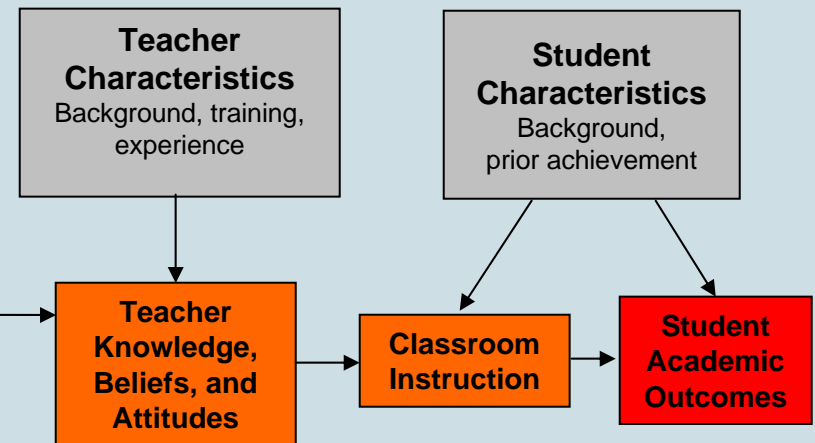 Teacher
Characteristics
Background, training,
experience
Student
Characteristics
Background,
prior achievement
Teacher
Knowledge,
Beliefs, and
Attitudes
Classroom
Instruction
Student
Academic
Outcomes